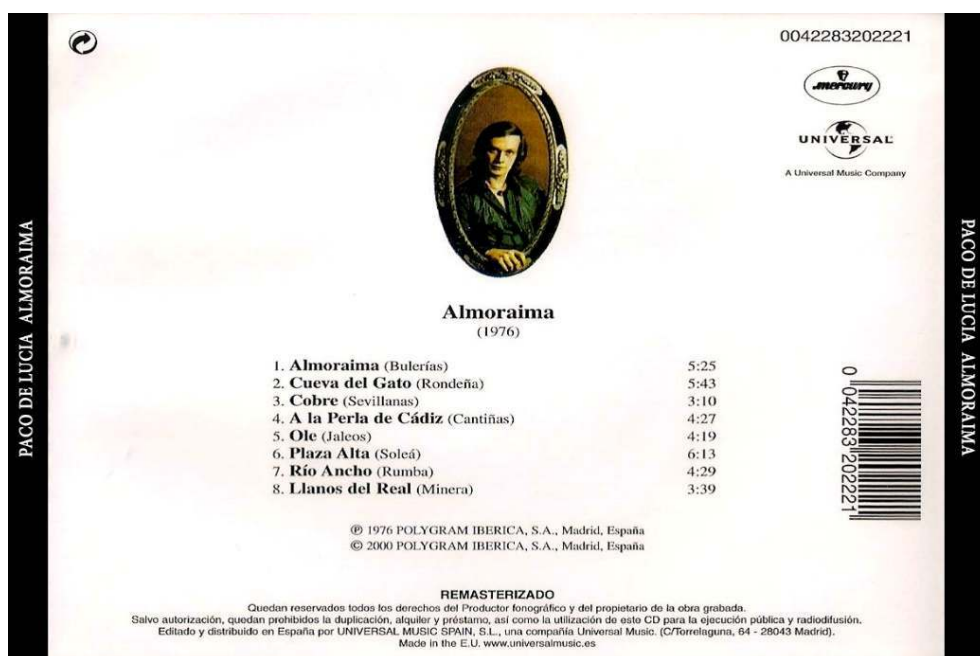 PACO DE LUCIA ALMORAIMA
0042283202221
mercury
UNIVERSAL
A Universal Music Company
Almoraima
(1976)
1. Almoraima (Bulerías) 5:25
2. Cueva del Gato (Rondeña) 5:43
3. Cobre (Sevillanas) 3:10
4. A la Perla de Cádiz (Cantiñas) 4:27
5. Ole (Jaleos) 4:19
6. Plaza Alta (Soleá) 6:13
7. Río Ancho (Rumba) 4:29
8. Llanos del Real (Minera) 3:39
℗ 1976 POLYGRAM IBERICA, S.A., Madrid, España
© 2000 POLYGRAM IBERICA, S.A., Madrid, España
REMASTERIZADO
Quedan reservados todos los derechos del Productor fonográfico y del propietario de la obra grabada.
Salvo autorización, quedan prohibidos la duplicación, alquiler y préstamo, así como la utilización de este CD para la ejecución pública y radiodifusión.
Editado y distribuido en España por UNIVERSAL MUSIC SPAIN, S.L., una compañía Universal Music. (C/Torrelaguna, 64 - 28043 Madrid).
Made in the E.U. www.universalmusic.es
0 042283 202221
PACO DE LUCIA ALMORAIMA